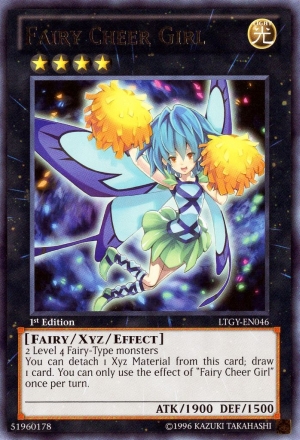 FAIRY CHEER GIRL
LIGHT
光
1st Edition
LTGY-EN046
[FAIRY/XYZ/EFFECT]
2 Level 4 Fairy-Type monsters
You can detach 1 Xyz Material from this card; draw
1 card. You can only use the effect of "Fairy Cheer Girl"
once per turn.
ATK/1900 DEF/1500
51960178
©1996 KAZUKI TAKAHASHI